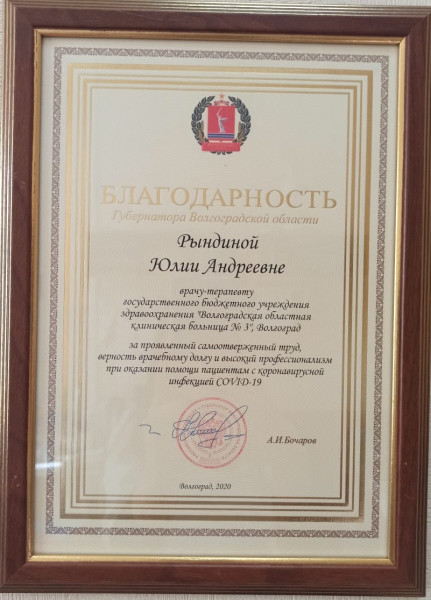 БЛАГОДАРНОСТЬ
Губернатора Волгоградской области
Рындиной
Юлии Андреевне
врачу-терапевту
государственного бюджетного учреждения
здравоохранения "Волгоградская областная
клиническая больница № 3", Волгоград
за проявленный самоотверженный труд,
верность врачебному долгу и высокий профессионализм
при оказании помощи пациентам с коронавирусной
инфекцией COVID-19
А.И.Бочаров
Волгоград, 2020